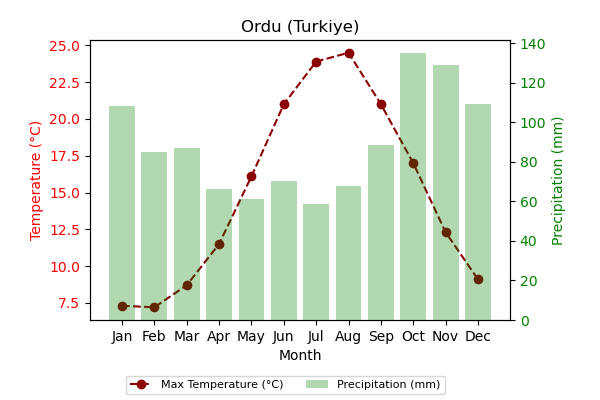 Ordu (Turkiye)
25.0
22.5
20.0
17.5
15.0
12.5
10.0
7.5
Temperature (°C)
140
120
100
80
60
40
20
0
Precipitation (mm)
Jan Feb Mar Apr May Jun Jul Aug Sep Oct Nov Dec
Month
Max Temperature (°C) Precipitation (mm)